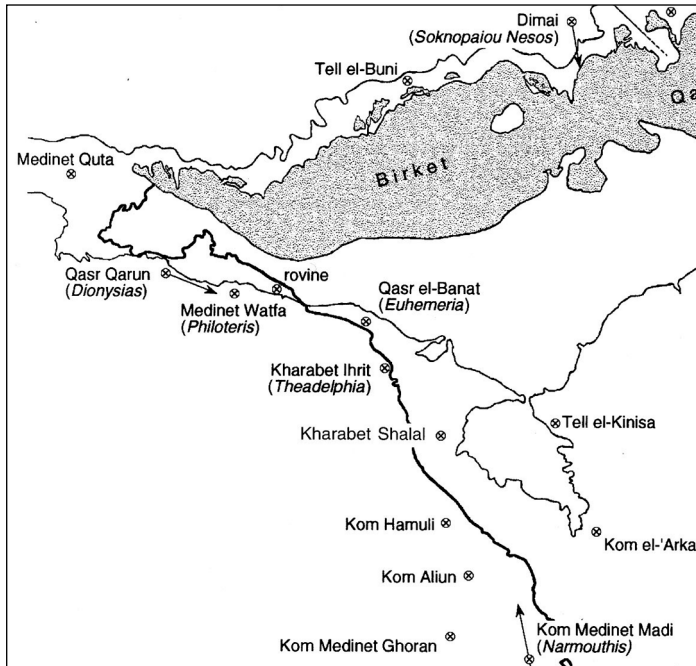 Dimai
(Soknopaiou Nesos)
Tell el-Buni
Qa
Birket
Medinet Quta
Qasr Qarun
(Dionysias)
rovine
Medinet Watfa
(Philoteris)
Qasr el-Banat
(Euhemeria)
Kharabet Ihrit
(Theadelphia)
Kharabet Shalal
Tell el-Kinisa
Kom Hamuli
Kom el-'Arka
Kom Aliun
Kom Medinet Ghoran
Kom Medinet Madi
(Narmouthis)